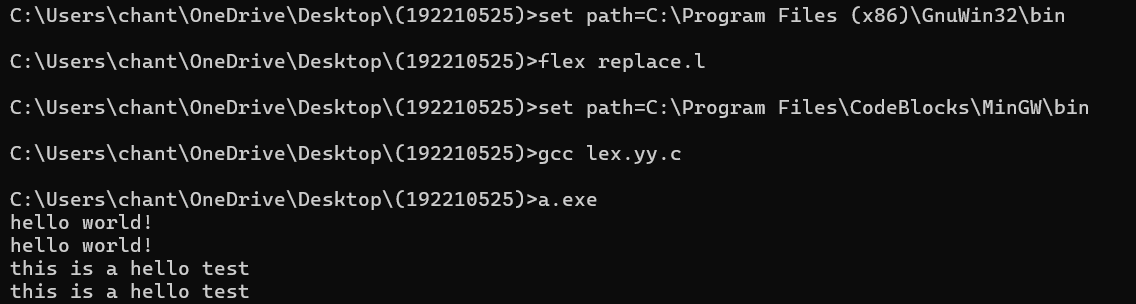 C:\Users\chant\OneDrive\Desktop\(192210525)>set path=C:\Program Files (x86)\GnuWin32\bin
C:\Users\chant\OneDrive\Desktop\(192210525)>flex replace.l
C:\Users\chant\OneDrive\Desktop\(192210525)>set path=C:\Program Files\CodeBlocks\MinGW\bin
C:\Users\chant\OneDrive\Desktop\(192210525)>gcc lex.yy.c
C:\Users\chant\OneDrive\Desktop\(192210525)>a.exe
hello world!
hello world!
this is a hello test
this is a hello test